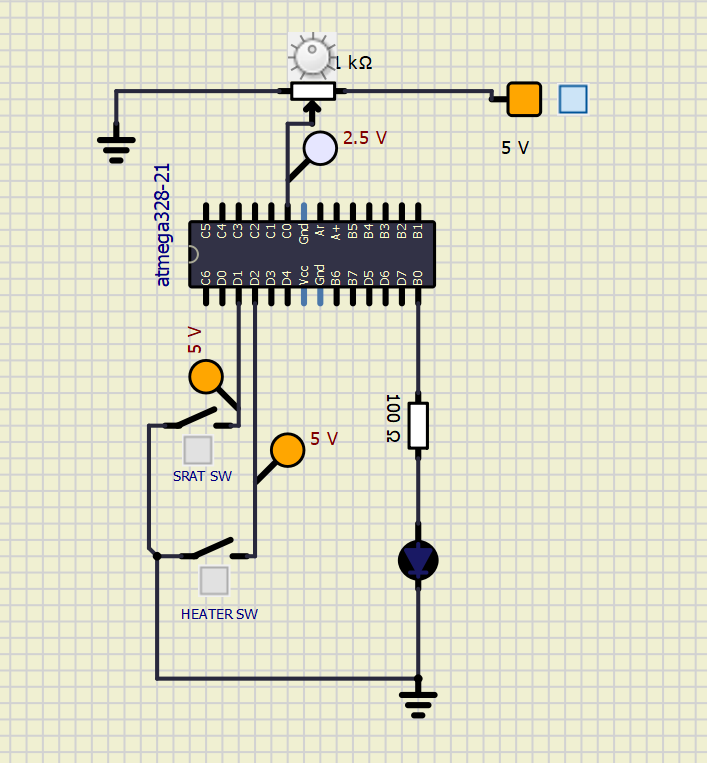 1 kΩ
5 V
2.5 V
atmega328-21
C5 C4 C3 C2 C1 C0 Gnd Ar A+ B5 B4 B3 B2 B1
C6 D0 D1 D2 D3 D4 Vcc Gnd B6 B7 D5 D6 D7 B0
5 V
SRAT SW
5 V
100 Ω
HEATER SW